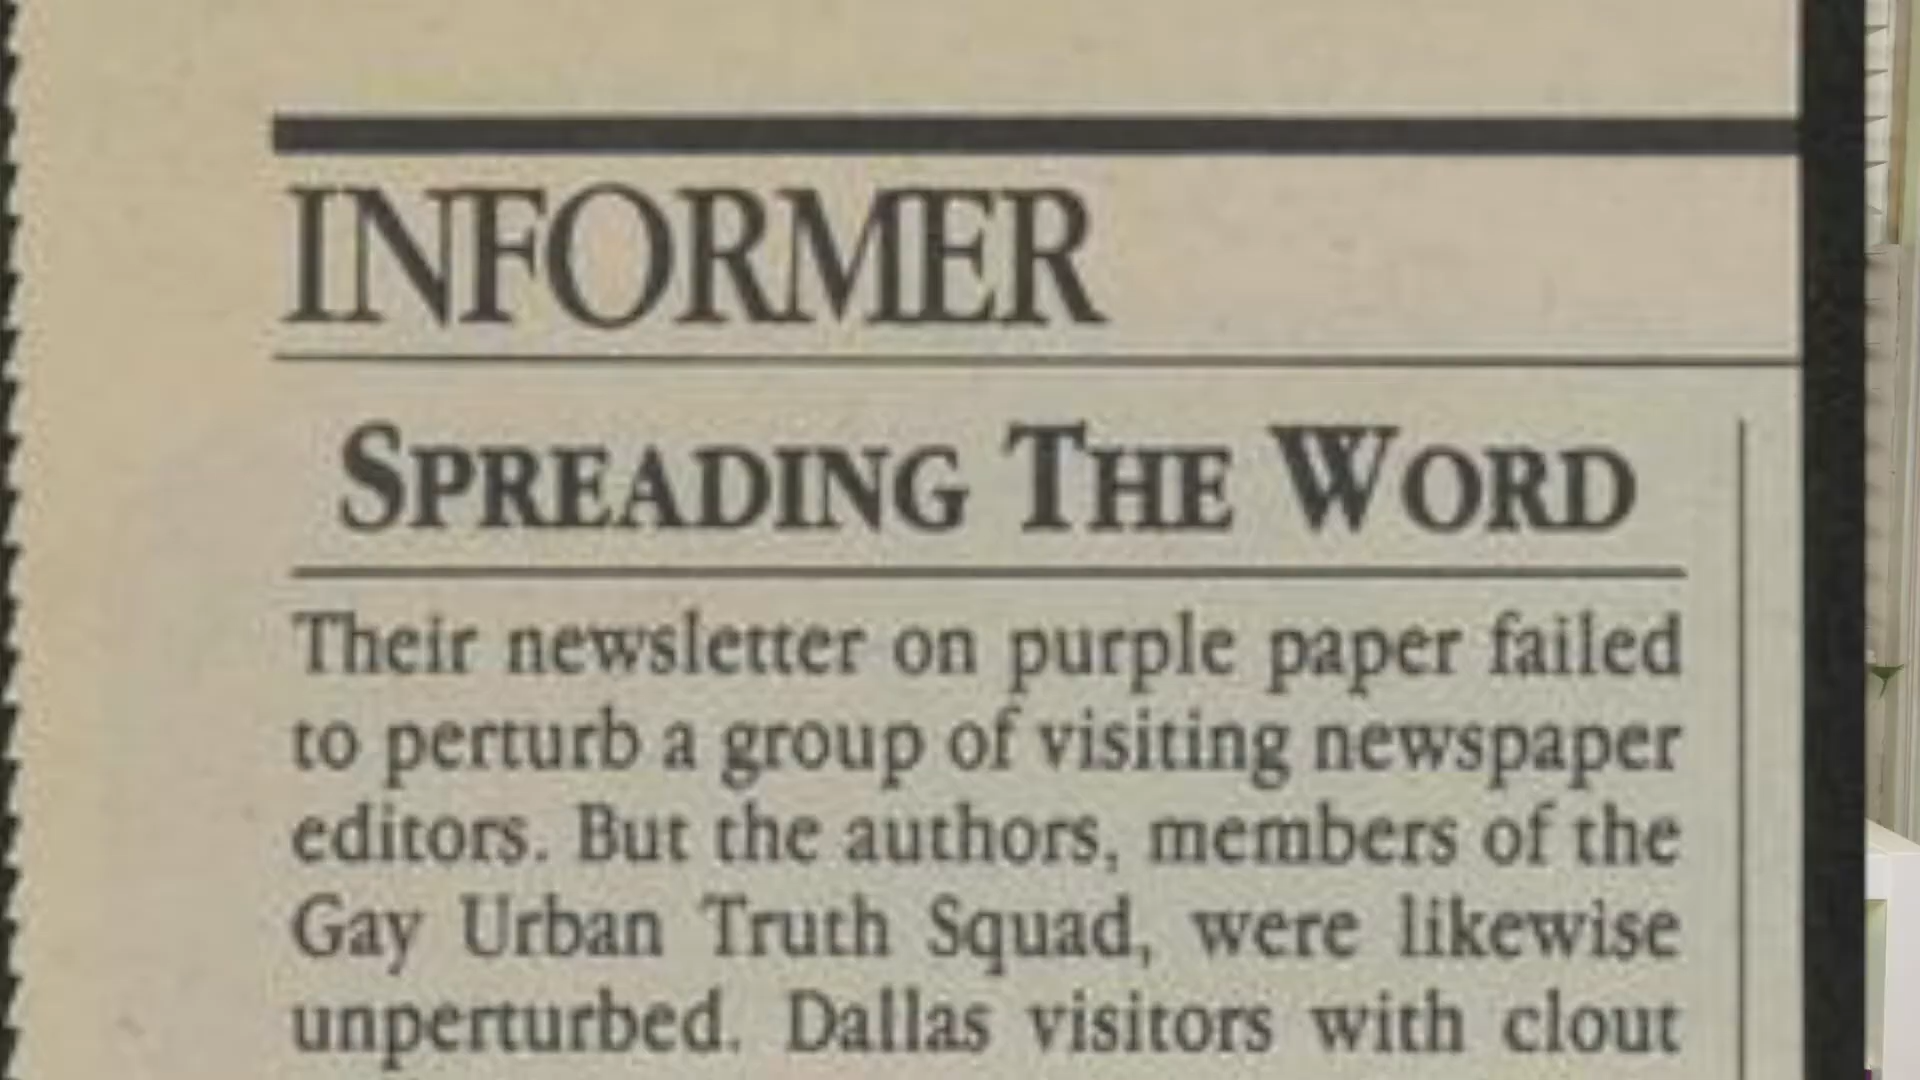 INFORMER
SPREADING THE WORD
Their newsletter on purple paper failed
to perturb a group of visiting newspaper
editors. But the authors, members of the
Gay Urban Truth Squad, were likewise
unperturbed. Dallas visitors with clout